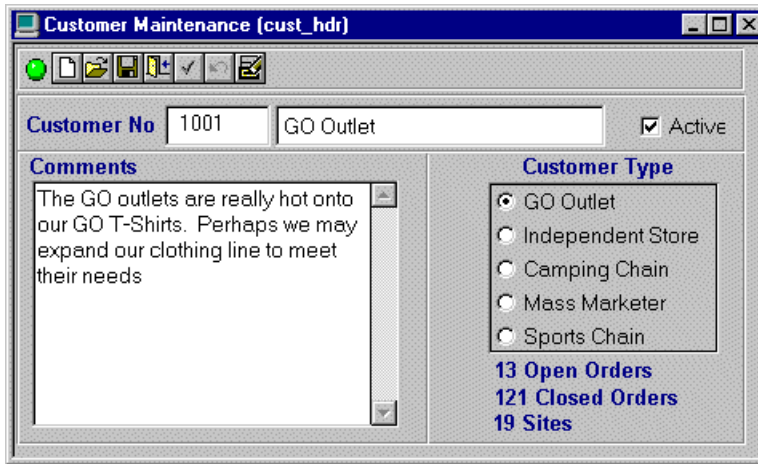 Customer Maintenance (cust_hdr)
Customer No 1001 GO Outlet Active
Comments
The GO outlets are really hot onto
our GO T-Shirts. Perhaps we may
expand our clothing line to meet
their needs
Customer Type
GO Outlet
Independent Store
Camping Chain
Mass Marketer
Sports Chain
13 Open Orders
121 Closed Orders
19 Sites